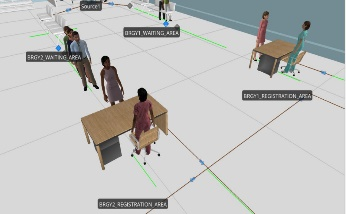 Source1
BRGY1_WAITING_AREA
BRGY2_WAITING_AREA
BRGY1_REGISTRATION_AREA
BRGY2_REGISTRATION_AREA